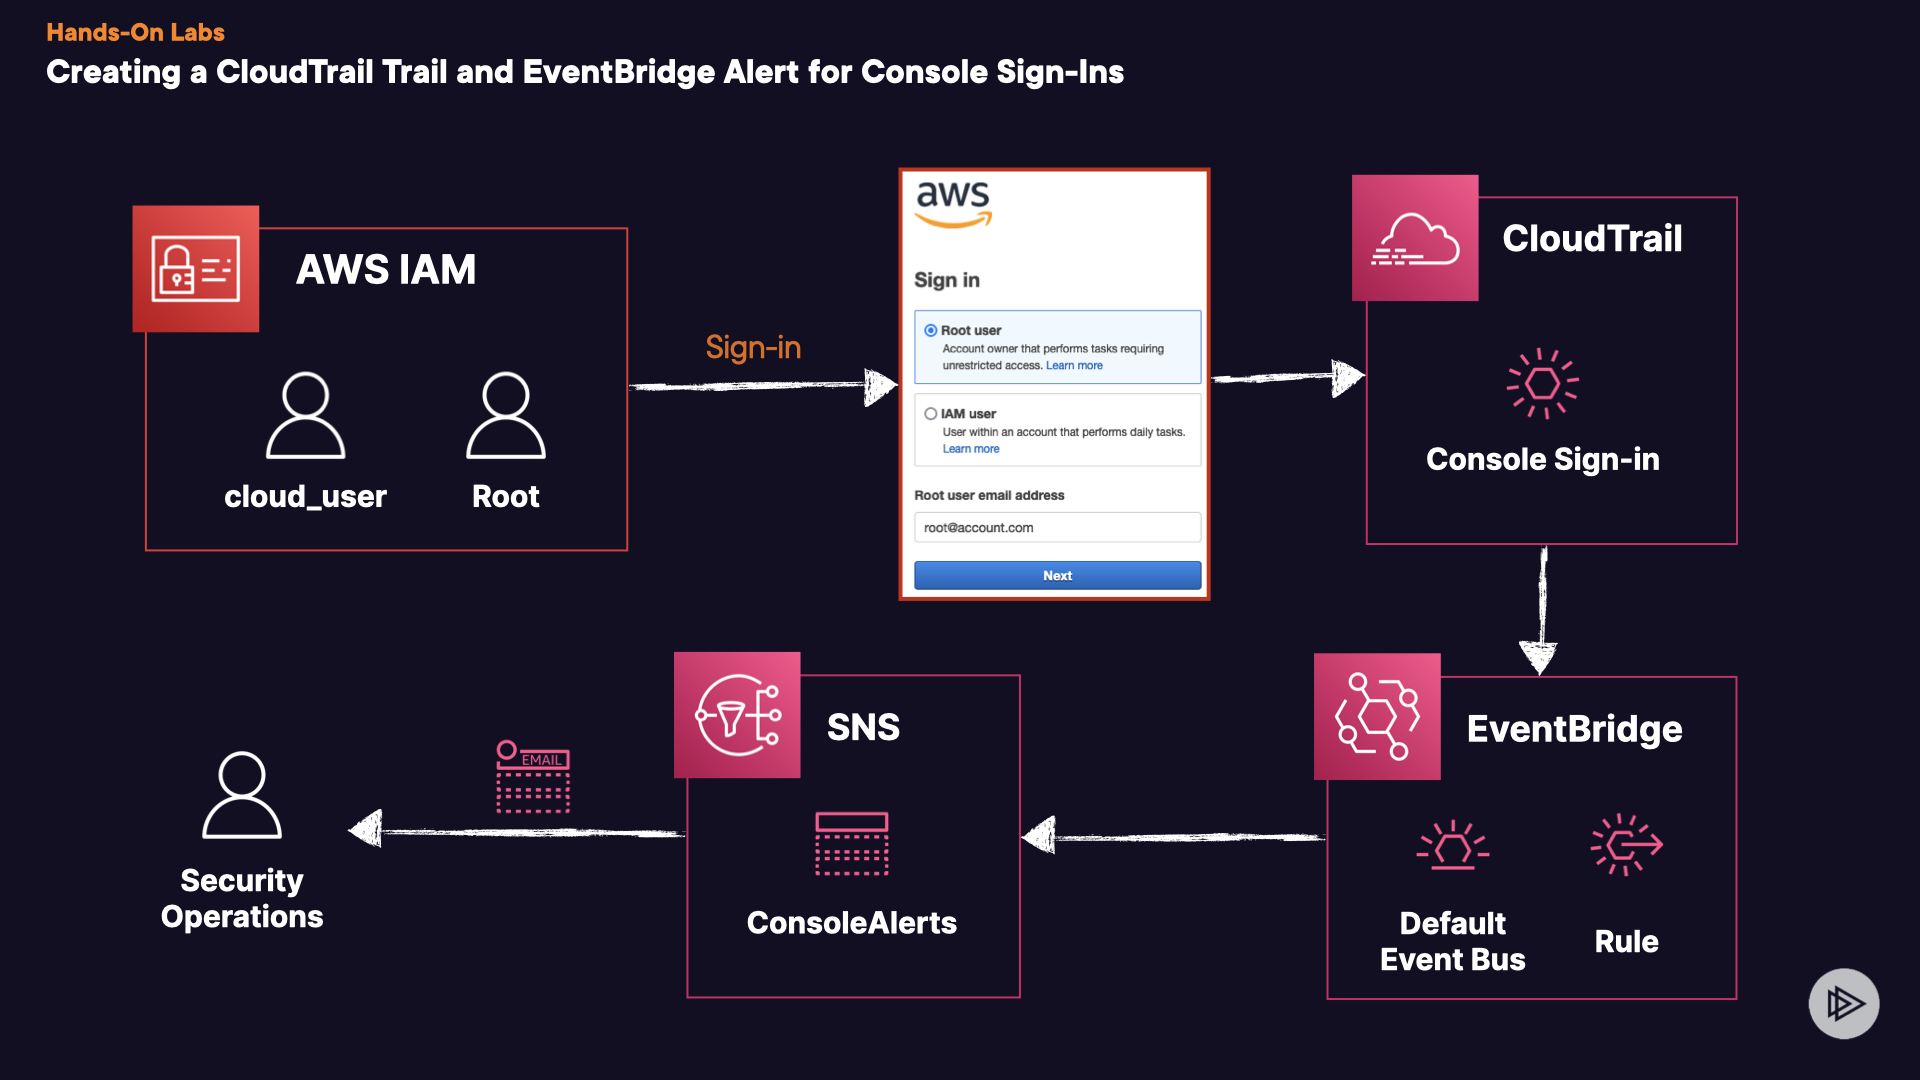 Hands-On Labs
Creating a CloudTrail Trail and EventBridge Alert for Console Sign-Ins
AWS IAM
cloud_user
Root
Sign-in
aws
Sign in
Root user
Account owner that performs tasks requiring
unrestricted access. Learn more
IAM user
User within an account that performs daily tasks.
Learn more
Root user email address
root@account.com
Next
CloudTrail
Console Sign-in
EventBridge
Default
Event Bus
Rule
SNS
ConsoleAlerts
EMAIL
Security
Operations